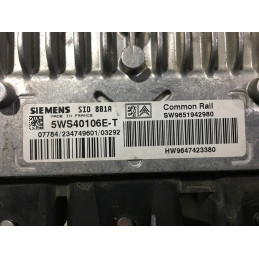 SIEMENS SID 801A
MADE IN FRANCE
5WS40106E-T
07784/234749601/03292
Common Rail
SW9651942980
HW9647423380